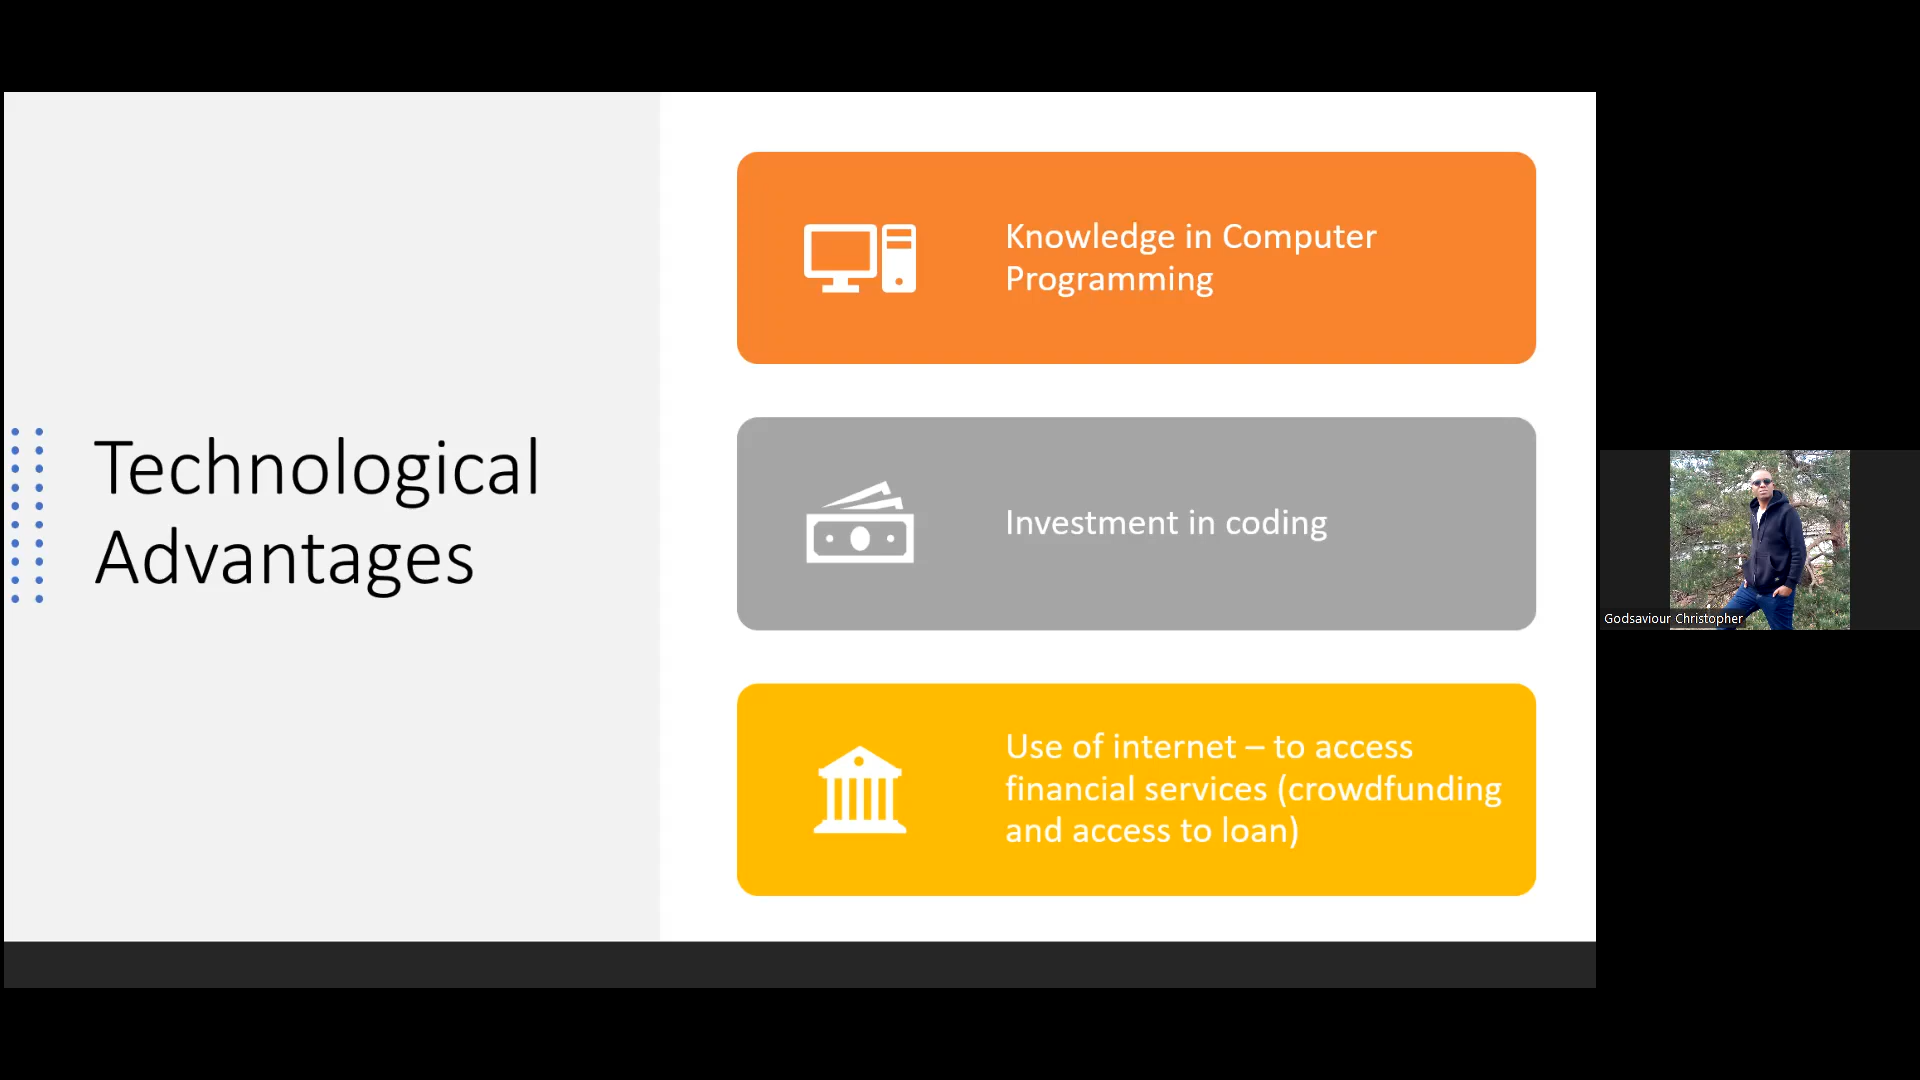 Technological
Advantages
Knowledge in Computer
Programming
Investment in coding
Use of internet – to access
financial services (crowdfunding
and access to loan)
Godsaviour Christopher